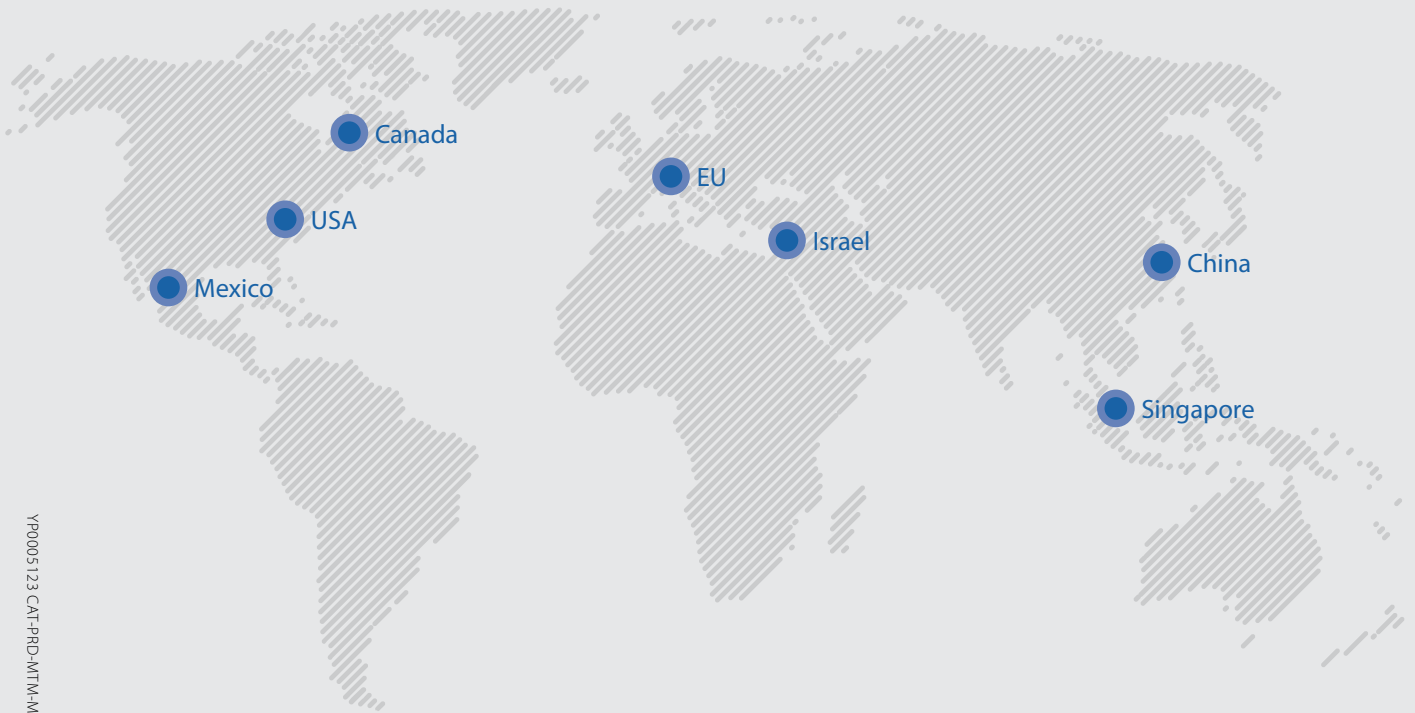 Canada
EU
USA
Israel
China
Mexico
Singapore
YP0005123 CAT-PRD-MTM-M